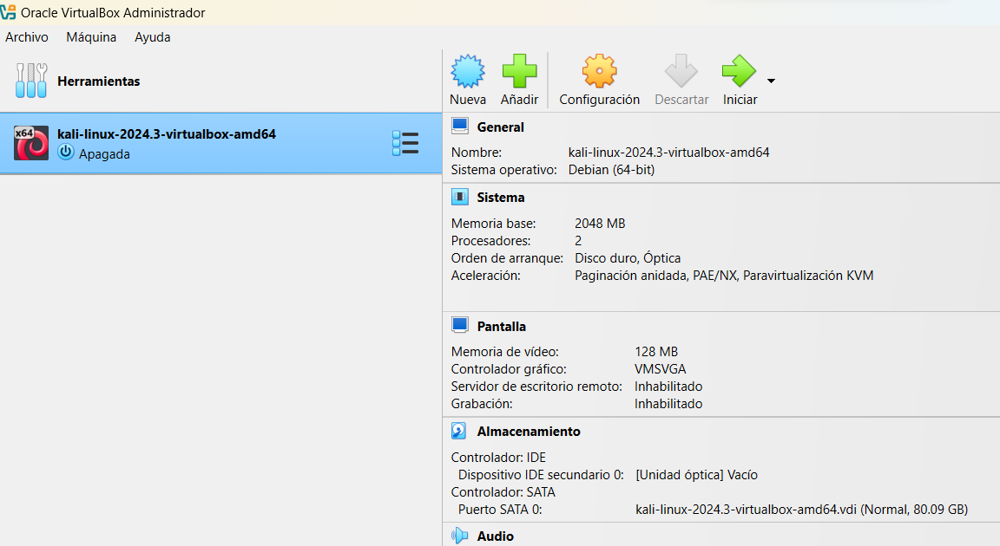 Oracle VirtualBox Administrador
Archivo Máquina Ayuda
Herramientas
x64
kali-linux-2024.3-virtualbox-amd64
Apagada
Nueva Añadir Configuración Descartar Iniciar
General
Nombre: kali-linux-2024.3-virtualbox-amd64
Sistema operativo: Debian (64-bit)
Sistema
Memoria base: 2048 MB
Procesadores: 2
Orden de arranque: Disco duro, Óptica
Aceleración: Paginación anidada, PAE/NX, Paravirtualización KVM
Pantalla
Memoria de vídeo: 128 MB
Controlador gráfico: VMSVGA
Servidor de escritorio remoto: Inhabilitado
Grabación: Inhabilitado
Almacenamiento
Controlador: IDE
Dispositivo IDE secundario 0: [Unidad óptica] Vacío
Controlador: SATA
Puerto SATA 0: kali-linux-2024.3-virtualbox-amd64.vdi (Normal, 80.09 GB)
Audio